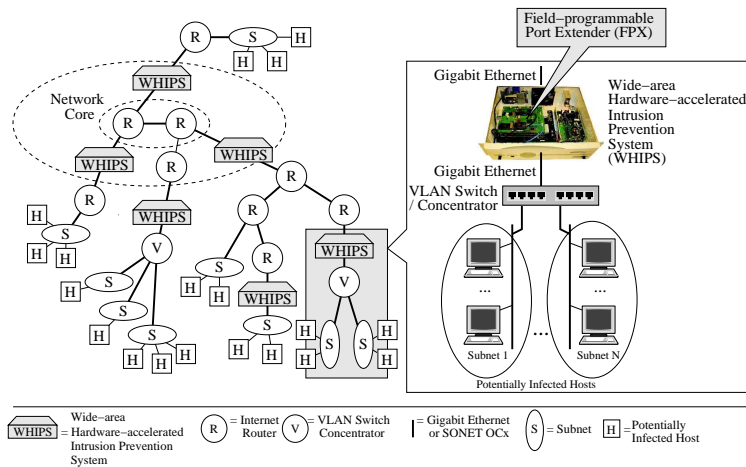 Field−programmable
Port Extender (FPX)
R
S
H
H
H
WHIPS
Network
Core
R
R
WHIPS
WHIPS
R
R
R
H
H
H
S
WHIPS
V
R
R
H
S
H
S
H
S
H
H
H
S
H
H
R
WHIPS
S
H
H
WHIPS
V
H
H
S
S
H
H
Gigabit Ethernet
Wide−area
Hardware−accelerated
Intrusion
Prevention
System
(WHIPS)
Gigabit Ethernet
VLAN Switch
/ Concentrator
...
...
Subnet 1
...
Subnet N
Potentially Infected Hosts
WHIPS
Wide−area
= Hardware−accelerated
Intrusion Prevention
System
R
= Internet
Router
V
= VLAN Switch
Concentrator
= Gigabit Ethernet
or SONET OCx
S
= Subnet
H
=Potentially
Infected Host